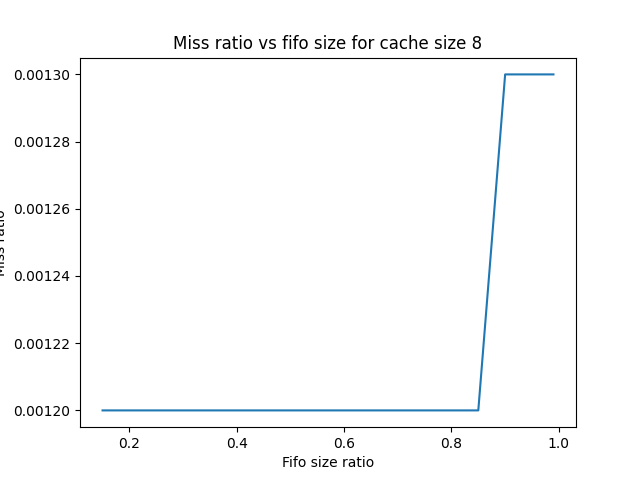 Miss ratio vs fifo size for cache size 8
0.00130
0.00128
0.00126
0.00124
0.00122
0.00120
Miss ratio
0.2 0.4 0.6 0.8 1.0
Fifo size ratio